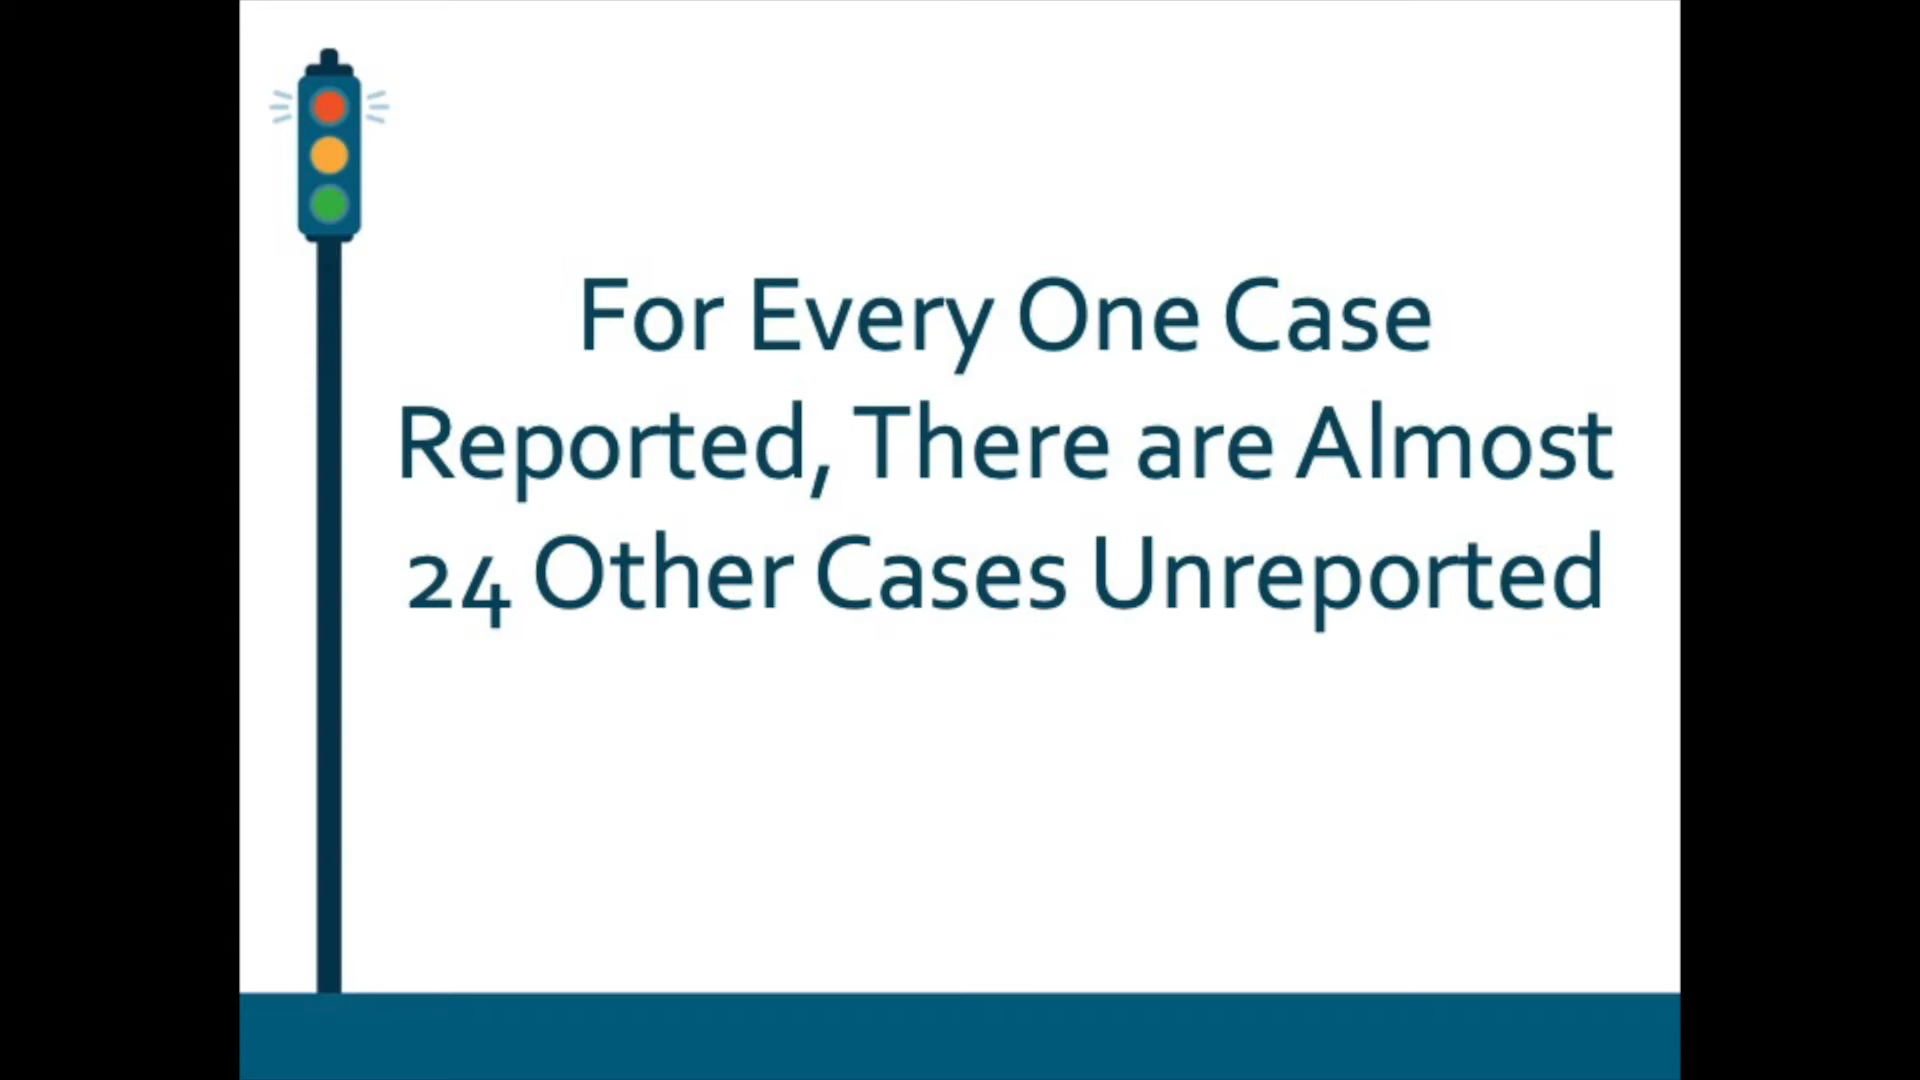 For Every One Case
Reported, There are Almost
24 Other Cases Unreported